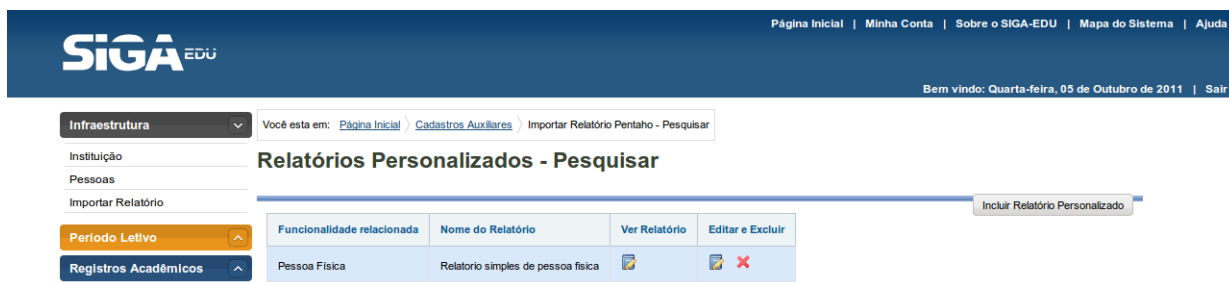 Página Inicial | Minha Conta | Sobre o SIGA-EDU | Mapa do Sistema | Ajuda
SIGA EDU
Bem vindo: Quarta-feira, 05 de Outubro de 2011 | Sair
Infraestrutura
Instituição
Pessoas
Importar Relatório
Período Letivo
Registros Acadêmicos
Você esta em: Página Inicial Cadastros Auxiliares Importar Relatório Pentaho - Pesquisar
Relatórios Personalizados - Pesquisar
Incluir Relatório Personalizado
Funcionalidade relacionada Nome do Relatório Ver Relatório Editar e Excluir
Pessoa Física Relatorio simples de pessoa fisica